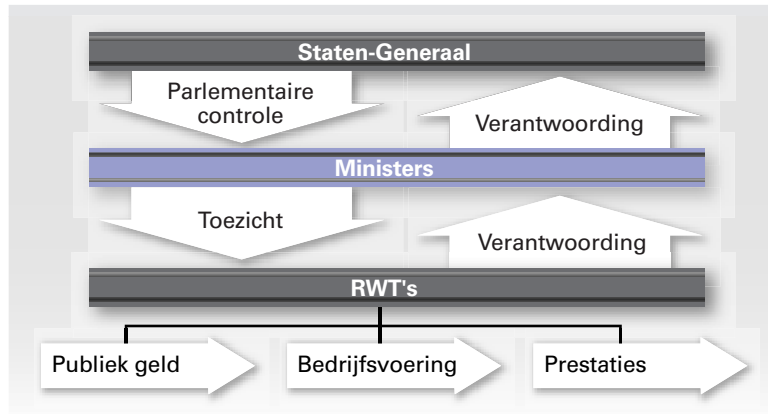 Staten-Generaal
Parlementaire
controle
Verantwoording
Ministers
Toezicht
Verantwoording
RWT's
Publiek geld
Bedrijfsvoering
Prestaties